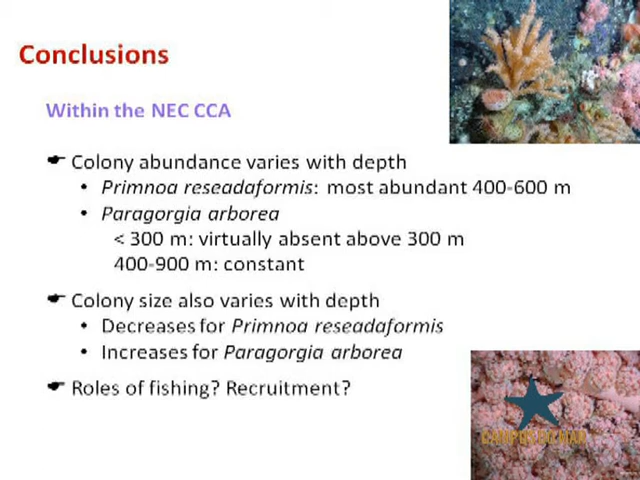 Conclusions
Within the NEC CCA
Colony abundance varies with depth
• Primnoa reseadaformis: most abundant 400-600 m
• Paragorgia arborea
< 300 m: virtually absent above 300 m
400-900 m: constant
Colony size also varies with depth
• Decreases for Primnoa reseadaformis
• Increases for Paragorgia arborea
Roles of fishing? Recruitment?